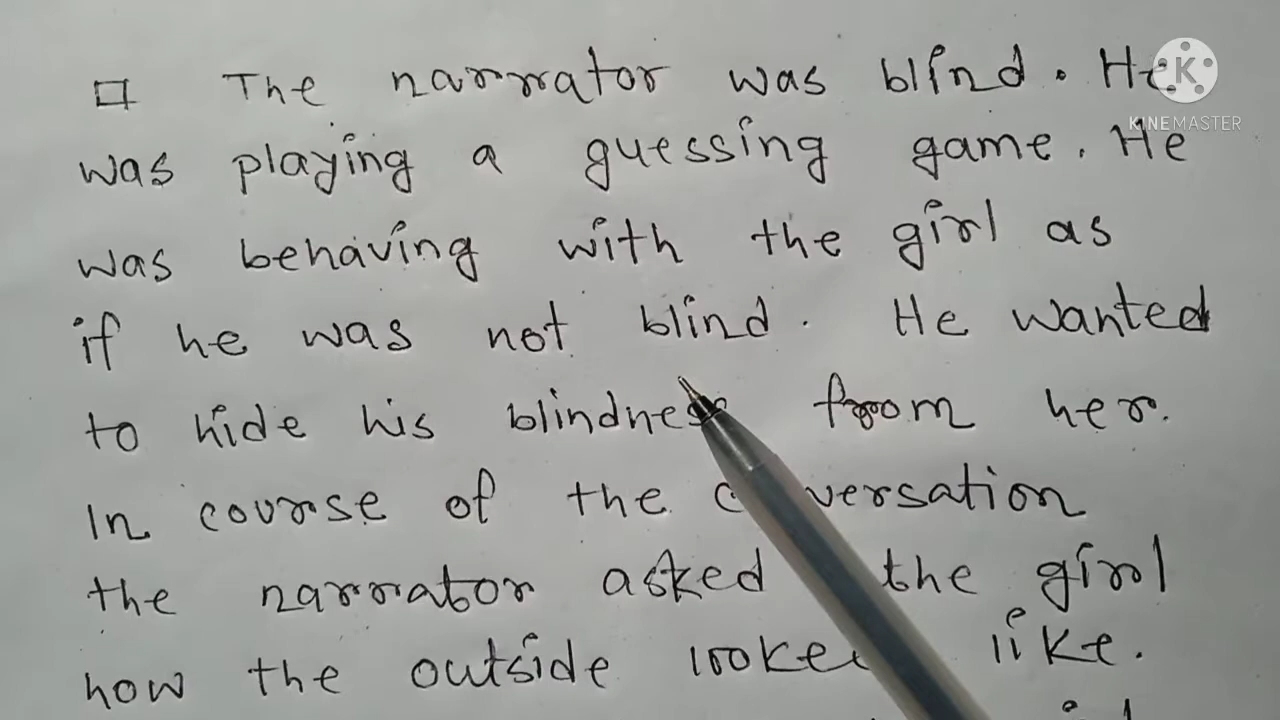 □ The narrator was blind. He
was playing a guessing game. He
was behaving with the girl as
if he was not blind. He wanted
to hide his blindness from her.
In course of the conversation
the narrator asked the girl
how the outside looked like.
K
KINEMASTER